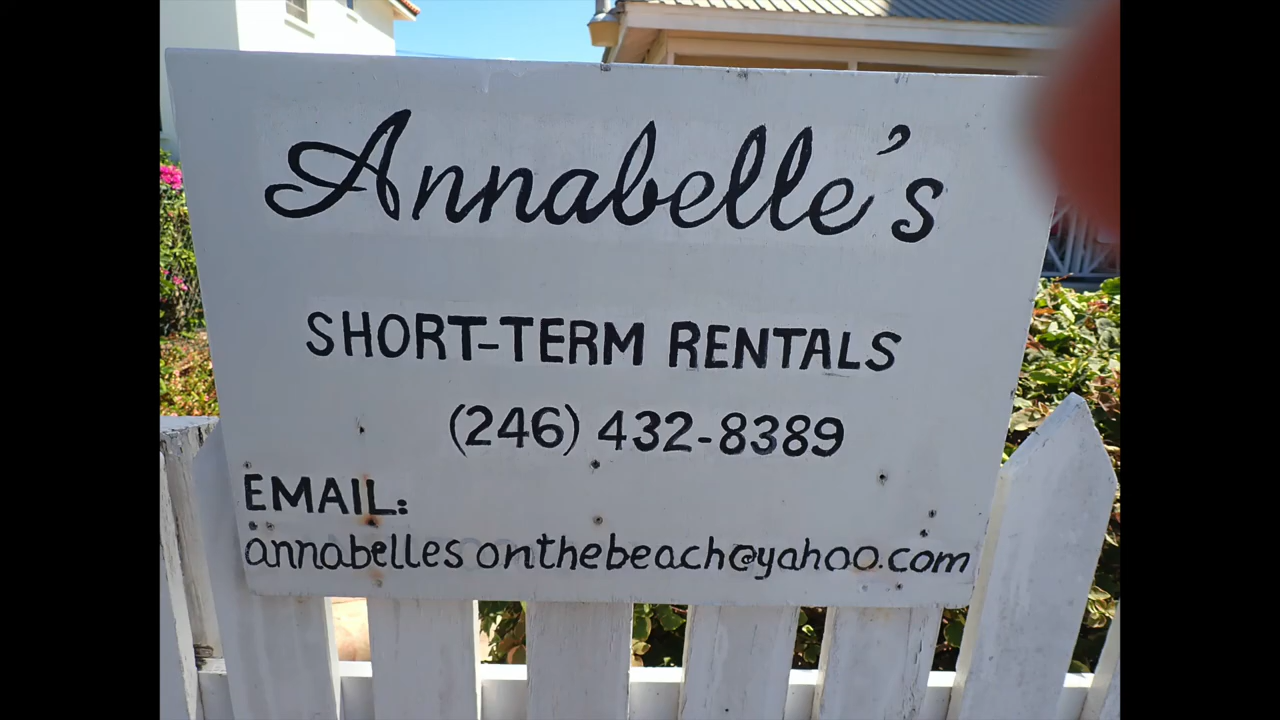 Annabelle's
SHORT-TERM RENTALS
(246) 432-8389
EMAIL:
annabellesonthebeach@yahoo.com